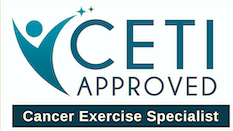 CETI
APPROVED
Cancer Exercise Specialist